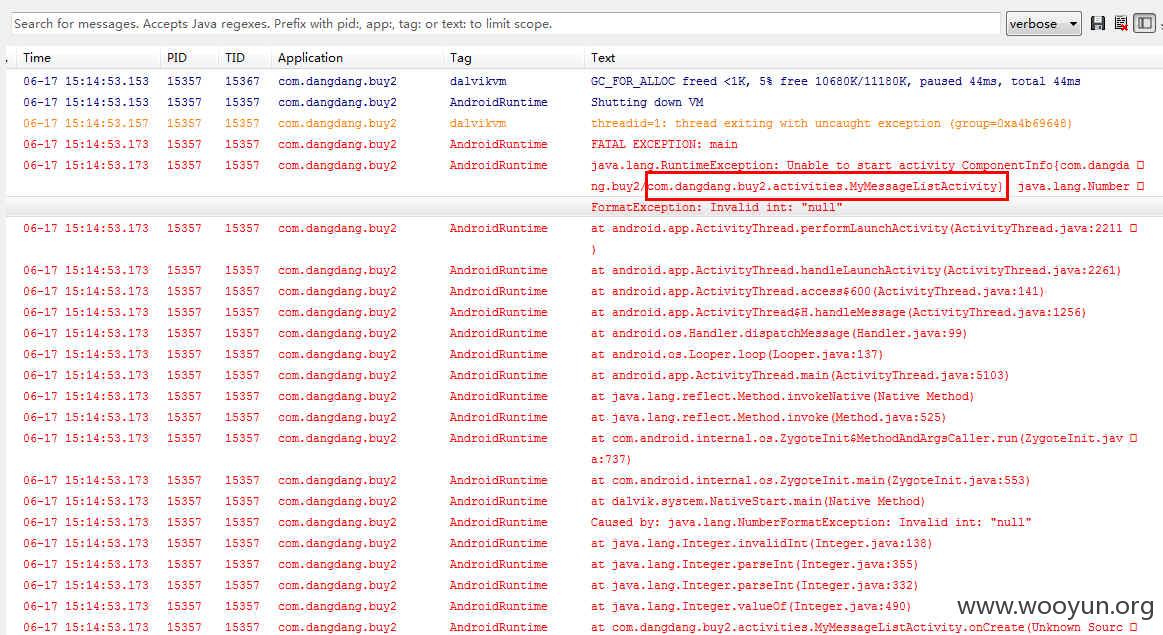 Search for messages. Accepts Java regexes. Prefix with pid:, app:, tag: or text: to limit scope. verbose
Time PID TID Application Tag Text
06-17 15:14:53.153 15357 15367 com.dangdang.buy2 dalvikvm GC_FOR_ALLOC freed <1K, 5% free 10680K/11180K, paused 44ms, total 44ms
06-17 15:14:53.153 15357 15357 com.dangdang.buy2 AndroidRuntime Shutting down VM
06-17 15:14:53.157 15357 15357 com.dangdang.buy2 dalvikvm threadid=1: thread exiting with uncaught exception (group=0xa4b69648)
06-17 15:14:53.173 15357 15357 com.dangdang.buy2 AndroidRuntime FATAL EXCEPTION: main
06-17 15:14:53.173 15357 15357 com.dangdang.buy2 AndroidRuntime java.lang.RuntimeException: Unable to start activity ComponentInfo{com.dangda
ng.buy2/com.dangdang.buy2.activities.MyMessageListActivity} java.lang.Number
FormatException: Invalid int: "null"
06-17 15:14:53.173 15357 15357 com.dangdang.buy2 AndroidRuntime at android.app.ActivityThread.performLaunchActivity(ActivityThread.java:2211
)
06-17 15:14:53.173 15357 15357 com.dangdang.buy2 AndroidRuntime at android.app.ActivityThread.handleLaunchActivity(ActivityThread.java:2261)
06-17 15:14:53.173 15357 15357 com.dangdang.buy2 AndroidRuntime at android.app.ActivityThread.access$600(ActivityThread.java:141)
06-17 15:14:53.173 15357 15357 com.dangdang.buy2 AndroidRuntime at android.app.ActivityThread$H.handleMessage(ActivityThread.java:1256)
06-17 15:14:53.173 15357 15357 com.dangdang.buy2 AndroidRuntime at android.os.Handler.dispatchMessage(Handler.java:99)
06-17 15:14:53.173 15357 15357 com.dangdang.buy2 AndroidRuntime at android.os.Looper.loop(Looper.java:137)
06-17 15:14:53.173 15357 15357 com.dangdang.buy2 AndroidRuntime at android.app.ActivityThread.main(ActivityThread.java:5103)
06-17 15:14:53.173 15357 15357 com.dangdang.buy2 AndroidRuntime at java.lang.reflect.Method.invokeNative(Native Method)
06-17 15:14:53.173 15357 15357 com.dangdang.buy2 AndroidRuntime at java.lang.reflect.Method.invoke(Method.java:525)
06-17 15:14:53.173 15357 15357 com.dangdang.buy2 AndroidRuntime at com.android.internal.os.ZygoteInit$MethodAndArgsCaller.run(ZygoteInit.jav
a:737)
06-17 15:14:53.173 15357 15357 com.dangdang.buy2 AndroidRuntime at com.android.internal.os.ZygoteInit.main(ZygoteInit.java:553)
06-17 15:14:53.173 15357 15357 com.dangdang.buy2 AndroidRuntime at dalvik.system.NativeStart.main(Native Method)
06-17 15:14:53.173 15357 15357 com.dangdang.buy2 AndroidRuntime Caused by: java.lang.NumberFormatException: Invalid int: "null"
06-17 15:14:53.173 15357 15357 com.dangdang.buy2 AndroidRuntime at java.lang.Integer.invalidInt(Integer.java:138)
06-17 15:14:53.173 15357 15357 com.dangdang.buy2 AndroidRuntime at java.lang.Integer.parseInt(Integer.java:355)
06-17 15:14:53.173 15357 15357 com.dangdang.buy2 AndroidRuntime at java.lang.Integer.parseInt(Integer.java:332)
06-17 15:14:53.173 15357 15357 com.dangdang.buy2 AndroidRuntime at java.lang.Integer.valueOf(Integer.java:490)
06-17 15:14:53.173 15357 15357 com.dangdang.buy2 AndroidRuntime at com.dangdang.buy2.activities.MyMessageListActivity.onCreate(Unknown Sourc
www.wooyun.org